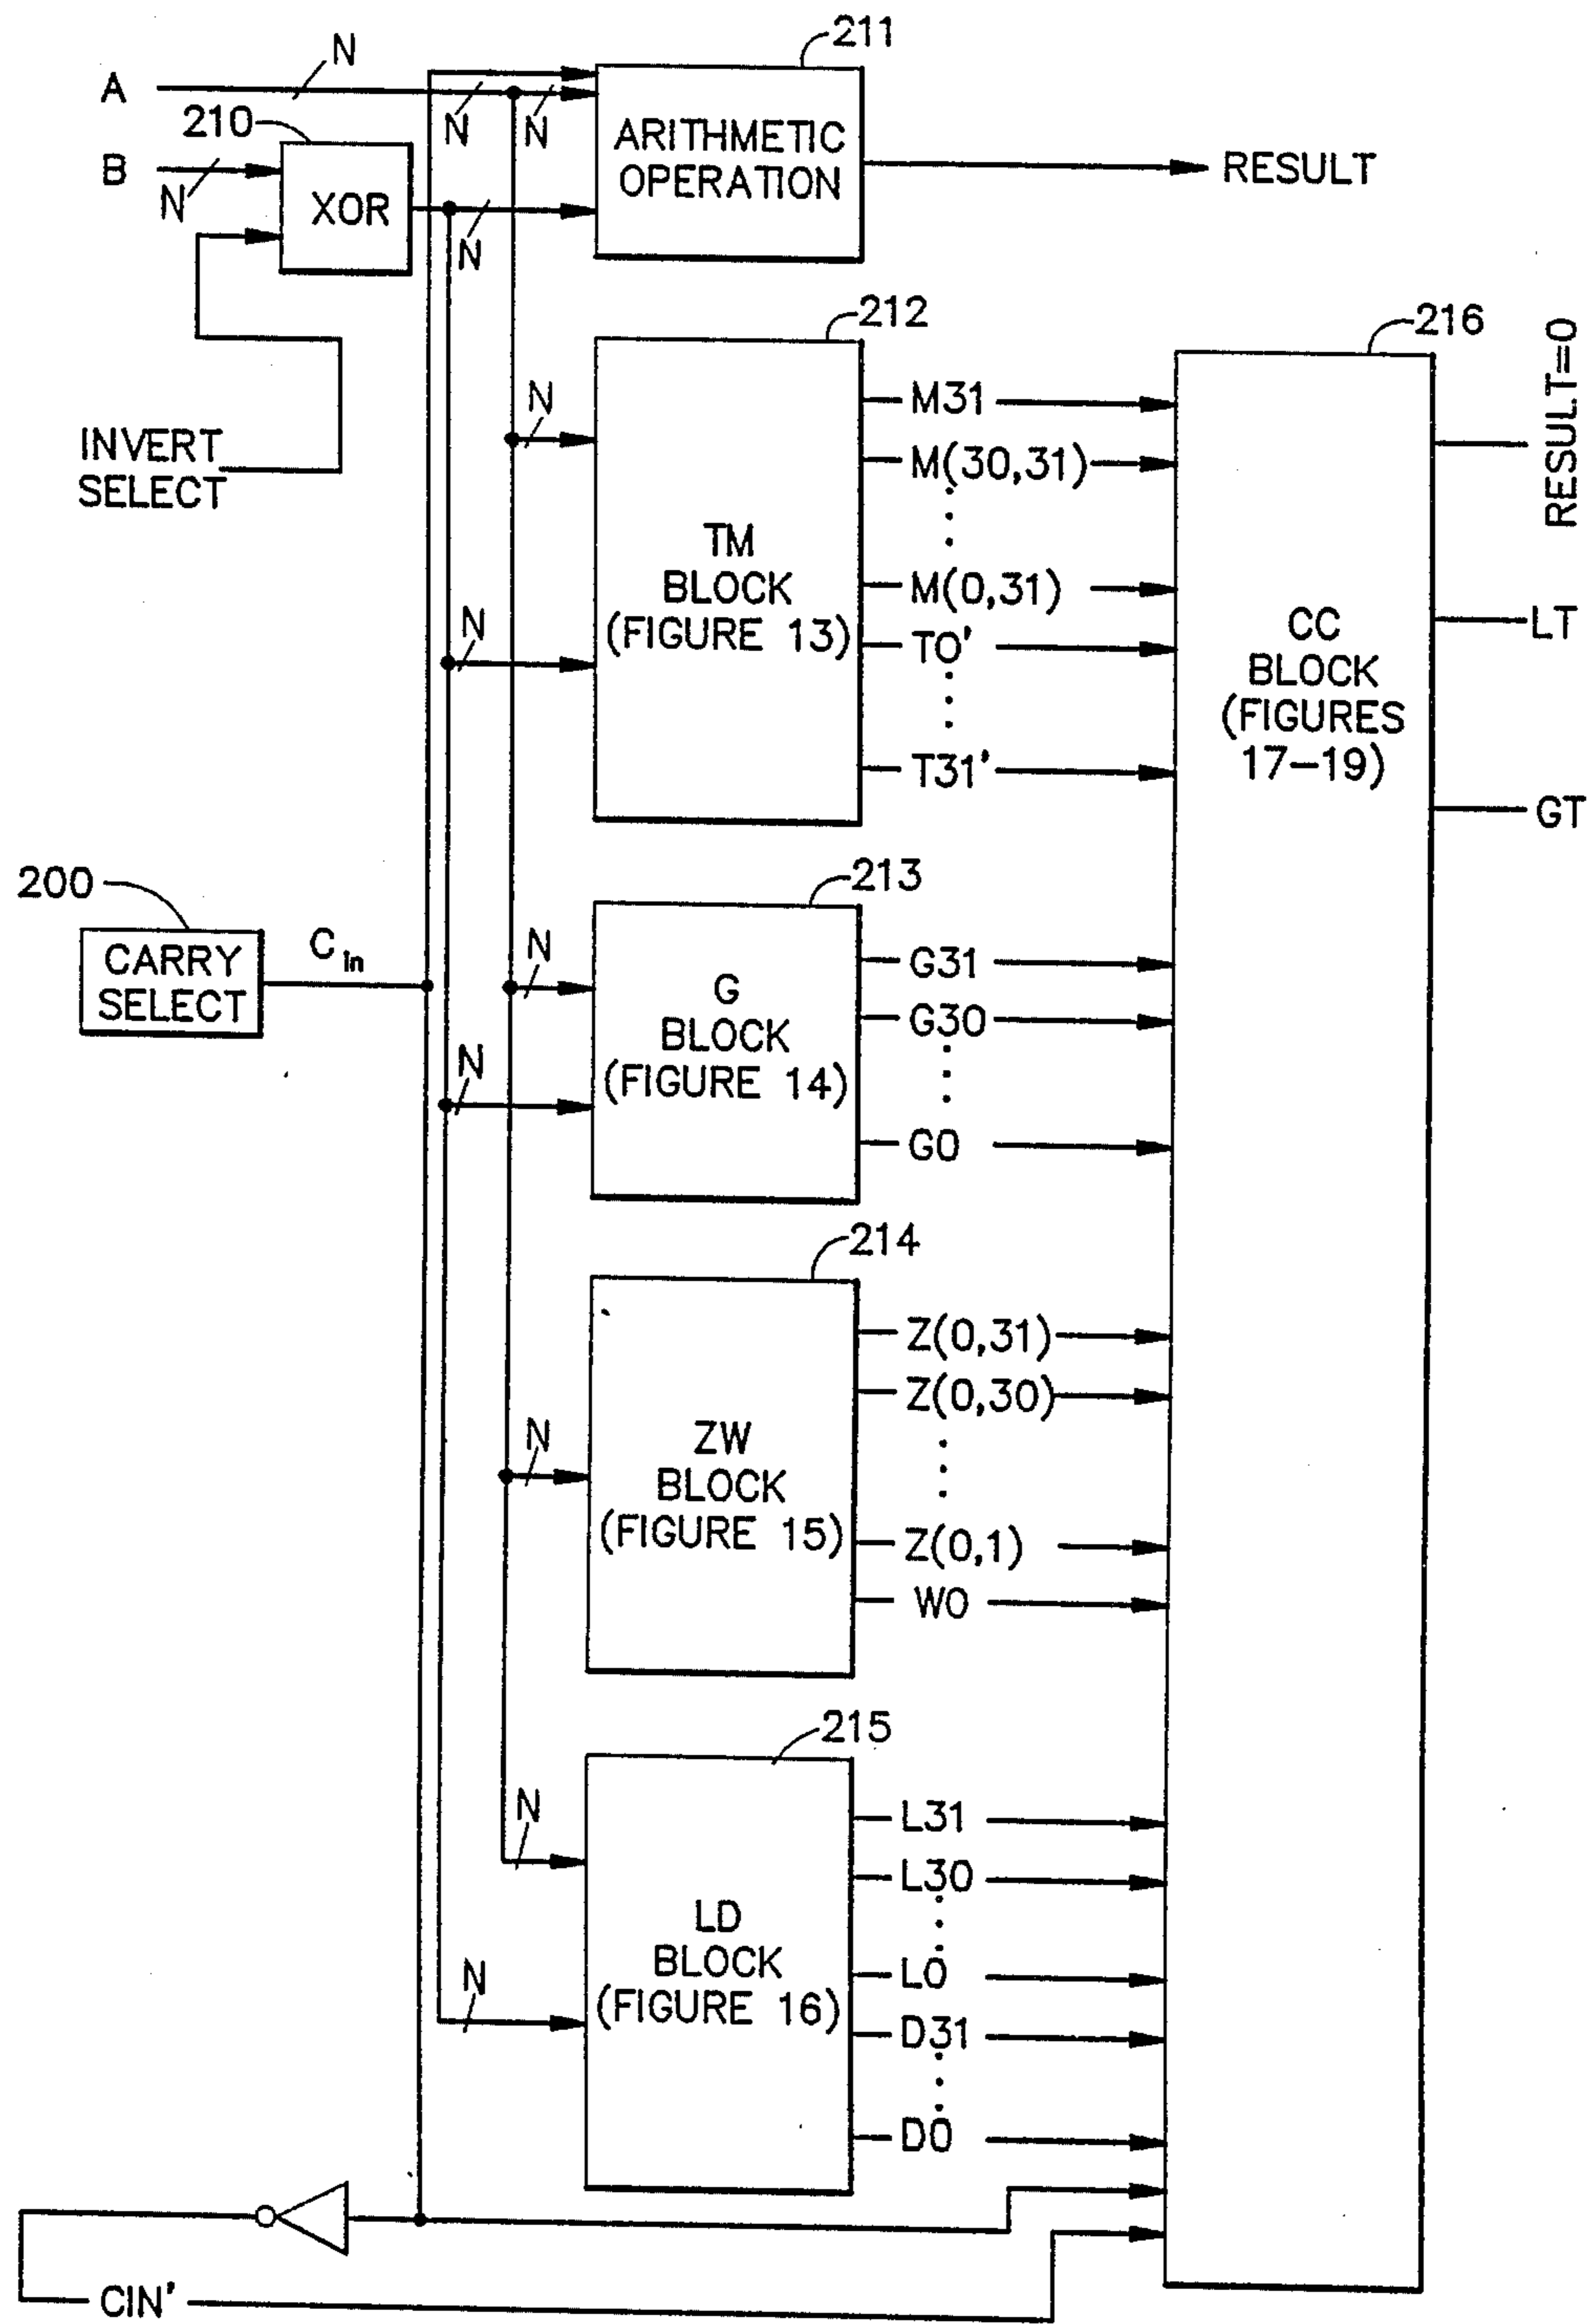 211
N
A
N
N
210
ARITHMETIC
OPERATION
RESULT
B
N
XOR
N
212
216
RESULT=0
INVERT
SELECT
N
M31
M(30,31)
TM
BLOCK
(FIGURE 13)
M(0,31)
N
T0'
T31'
CC
BLOCK
(FIGURES
17-19)
LT
GT
200
213
CARRY
SELECT
Cin
N
G
BLOCK
(FIGURE 14)
G31
G30
N
G0
214
Z(0,31)
Z(0,30)
N
ZW
BLOCK
(FIGURE 15)
Z(0,1)
W0
215
N
L31
L30
LD
BLOCK
(FIGURE 16)
L0
N
D31
D0
CIN'